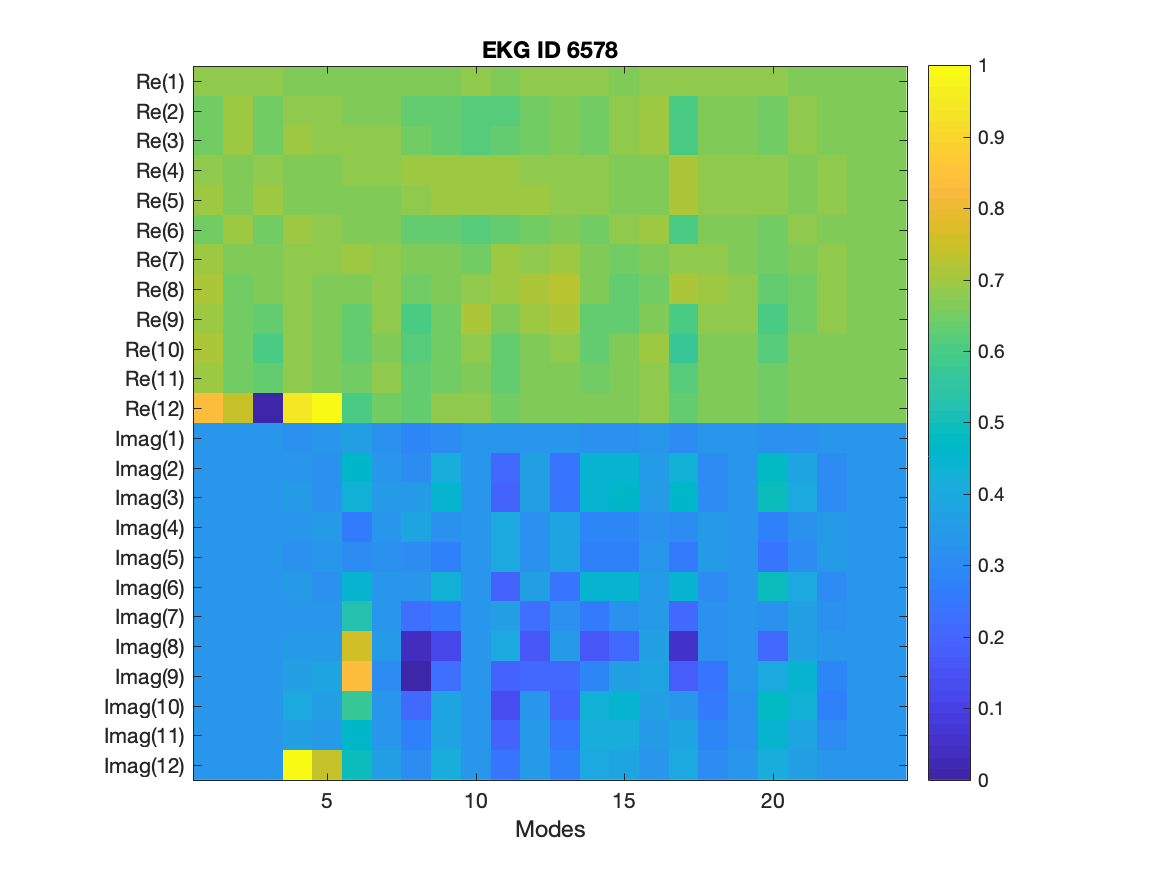 EKG ID 6578
Re(1)
Re(2)
Re(3)
Re(4)
Re(5)
Re(6)
Re(7)
Re(8)
Re(9)
Re(10)
Re(11)
Re(12)
Imag(1)
Imag(2)
Imag(3)
Imag(4)
Imag(5)
Imag(6)
Imag(7)
Imag(8)
Imag(9)
Imag(10)
Imag(11)
Imag(12)
5 10 15 20
Modes
1
0.9
0.8
0.7
0.6
0.5
0.4
0.3
0.2
0.1
0